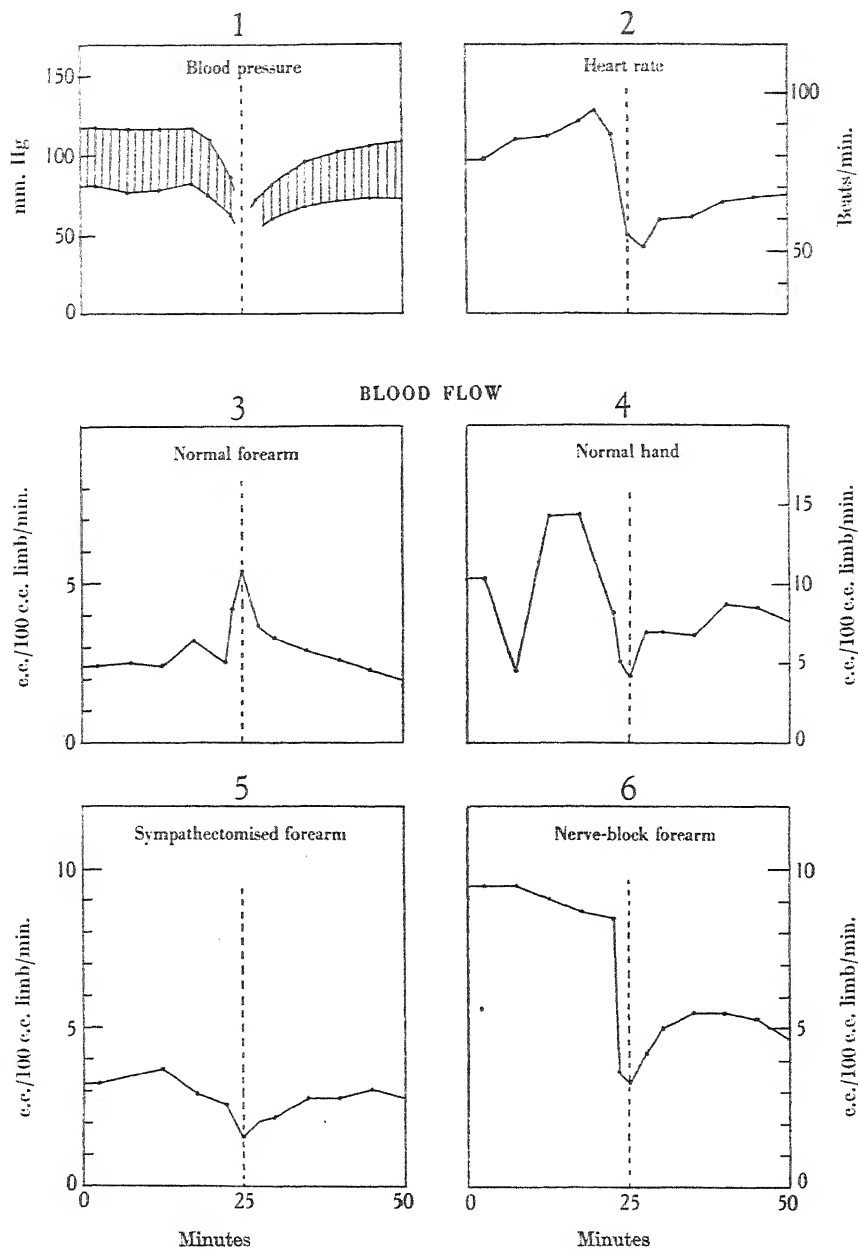 1
2
Blood pressure
Heart rate
150
100
50
0
mm. Hg
100
50
Beats/min.
BLOOD FLOW
3
4
Normal forearm
Normal hand
5
0
c.c./100 c.c. limb/min.
15
10
5
0
c.c./100 c.c. limb/min.
5
6
Sympathectomised forearm
Nerve-block forearm
10
5
0
c.c./100 c.c. limb/min.
10
5
0
c.c./100 c.c. limb/min.
0 25 50
25 50
Minutes
Minutes